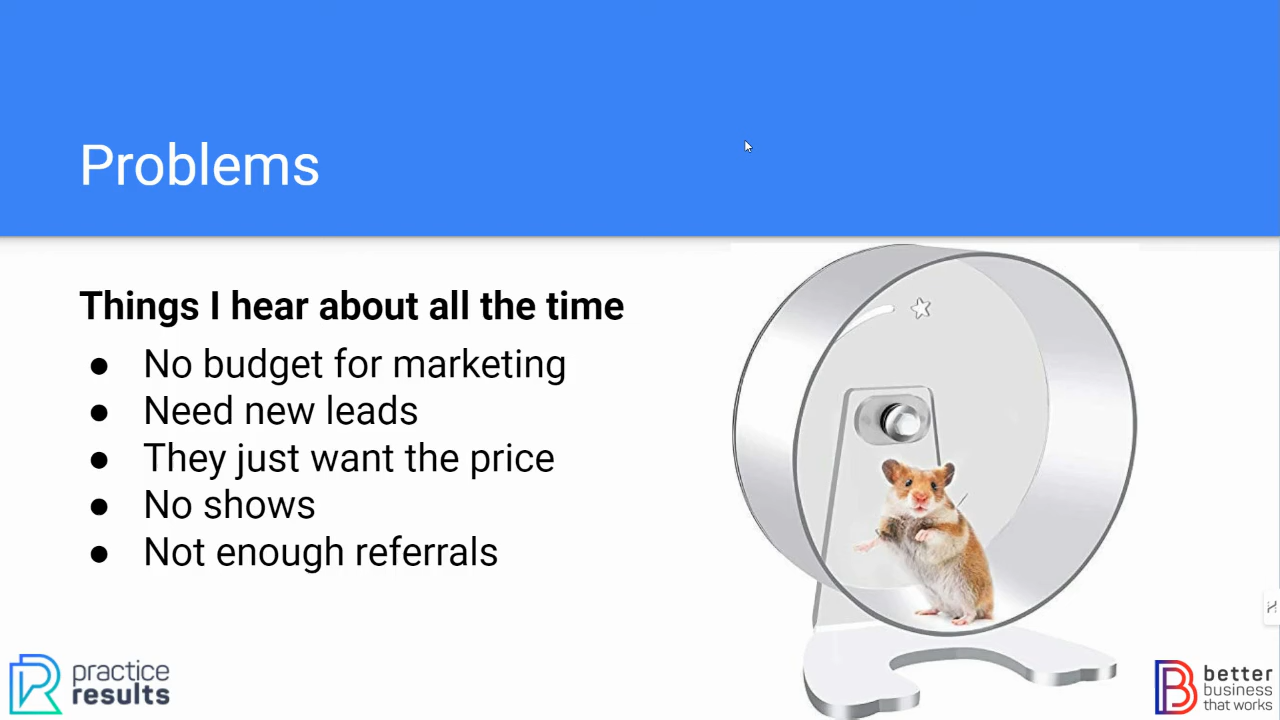 Problems
Things I hear about all the time
● No budget for marketing
● Need new leads
● They just want the price
● No shows
● Not enough referrals
practice
results
better
business
that works